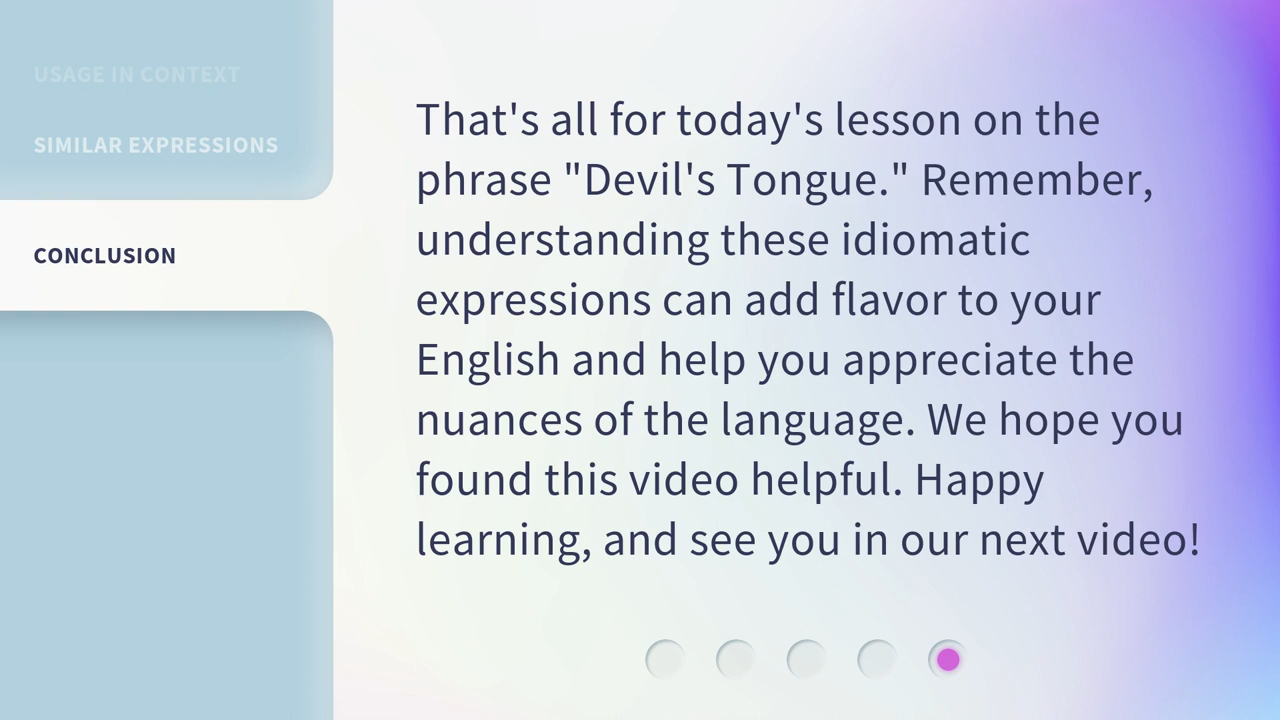 USAGE IN CONTEXT
SIMILAR EXPRESSIONS
CONCLUSION
That's all for today's lesson on the
phrase "Devil's Tongue." Remember,
understanding these idiomatic
expressions can add flavor to your
English and help you appreciate the
nuances of the language. We hope you
found this video helpful. Happy
learning, and see you in our next video!